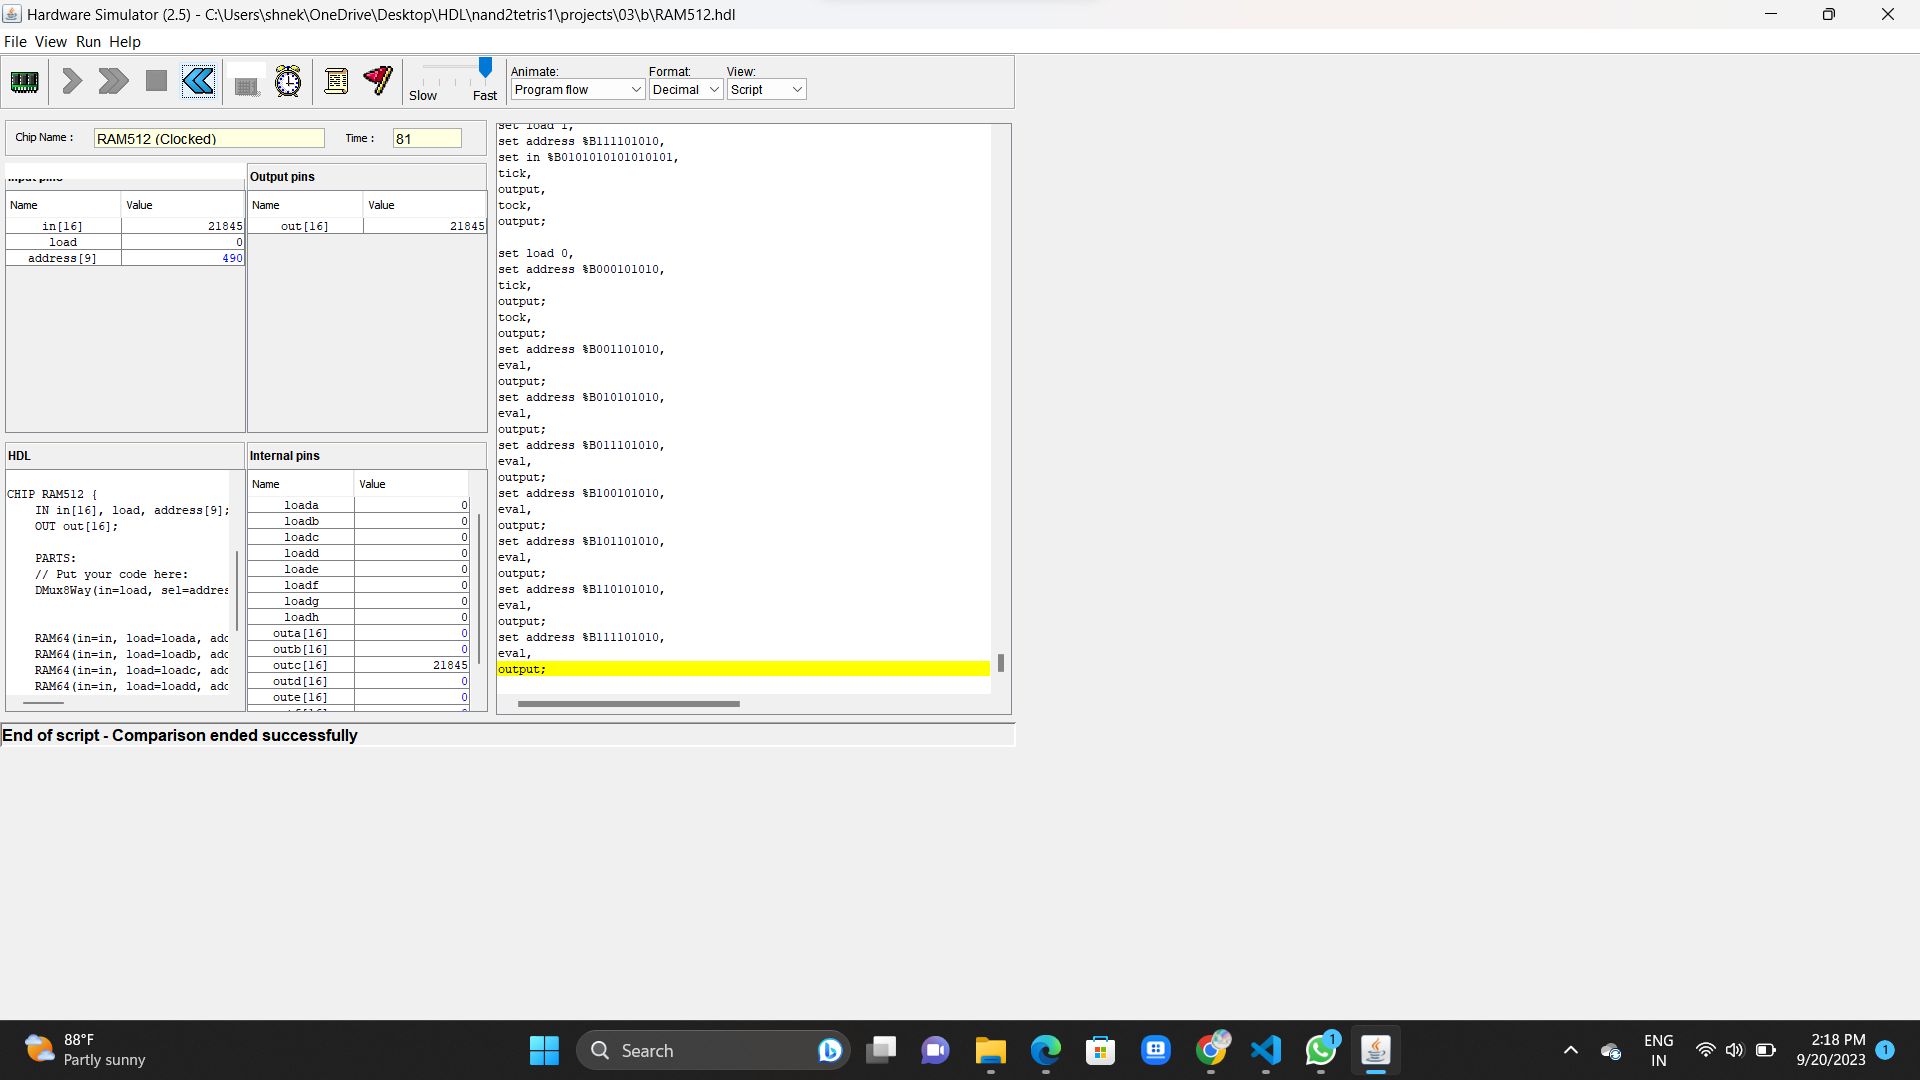 Hardware Simulator (2.5) - C:\Users\shnek\OneDrive\Desktop\HDL\nand2tetris1\projects\03\b\RAM512.hdl
File View Run Help
Slow Fast
Animate:
Program flow
Format:
Decimal
View:
Script
Chip Name :
RAM512 (Clocked)
Time :
81
Name Value
in[16] 21845
load 0
address[9] 490
Output pins
Name Value
out[16] 21845
HDL
CHIP RAM512 {
IN in[16], load, address[9];
OUT out[16];
PARTS:
// Put your code here:
DMux8Way(in=load, sel=addres
RAM64(in=in, load=loada, add
RAM64(in=in, load=loadb, add
RAM64(in=in, load=loadc, add
RAM64(in=in, load=loadd, add
Internal pins
Name Value
loada 0
loadb 0
loadc 0
loadd 0
loade 0
loadf 0
loadg 0
loadh 0
outa[16] 0
outb[16] 0
outc[16] 21845
outd[16] 0
oute[16] 0
set load 1,
set address %B111101010,
set in %B0101010101010101,
tick,
output,
tock,
output;
set load 0,
set address %B000101010,
tick,
output;
tock,
output;
set address %B001101010,
eval,
output;
set address %B010101010,
eval,
output;
set address %B011101010,
eval,
output;
set address %B100101010,
eval,
output;
set address %B101101010,
eval,
output;
set address %B110101010,
eval,
output;
set address %B111101010,
eval,
output;
End of script - Comparison ended successfully
88°F
Partly sunny
Search
1
ENG
IN
2:18 PM
9/20/2023
1